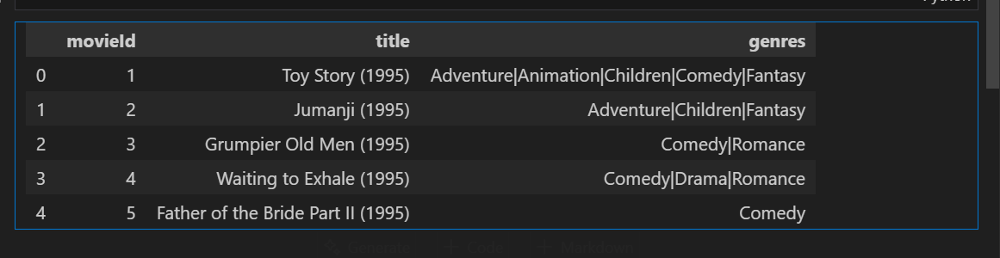 Python
movieId title genres
0 1 Toy Story (1995) Adventure|Animation|Children|Comedy|Fantasy
1 2 Jumanji (1995) Adventure|Children|Fantasy
2 3 Grumpier Old Men (1995) Comedy|Romance
3 4 Waiting to Exhale (1995) Comedy|Drama|Romance
4 5 Father of the Bride Part II (1995) Comedy
Generate + Code + Markdown